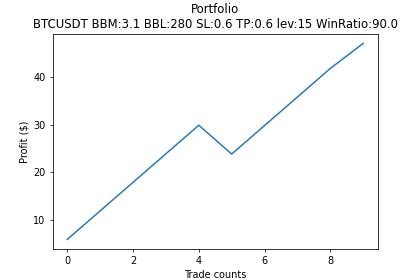 Portfolio
BTCUSDT BBM:3.1 BBL:280 SL:0.6 TP:0.6 lev:15 WinRatio:90.0
40
30
20
10
Profit ($)
0 2 4 6 8
Trade counts